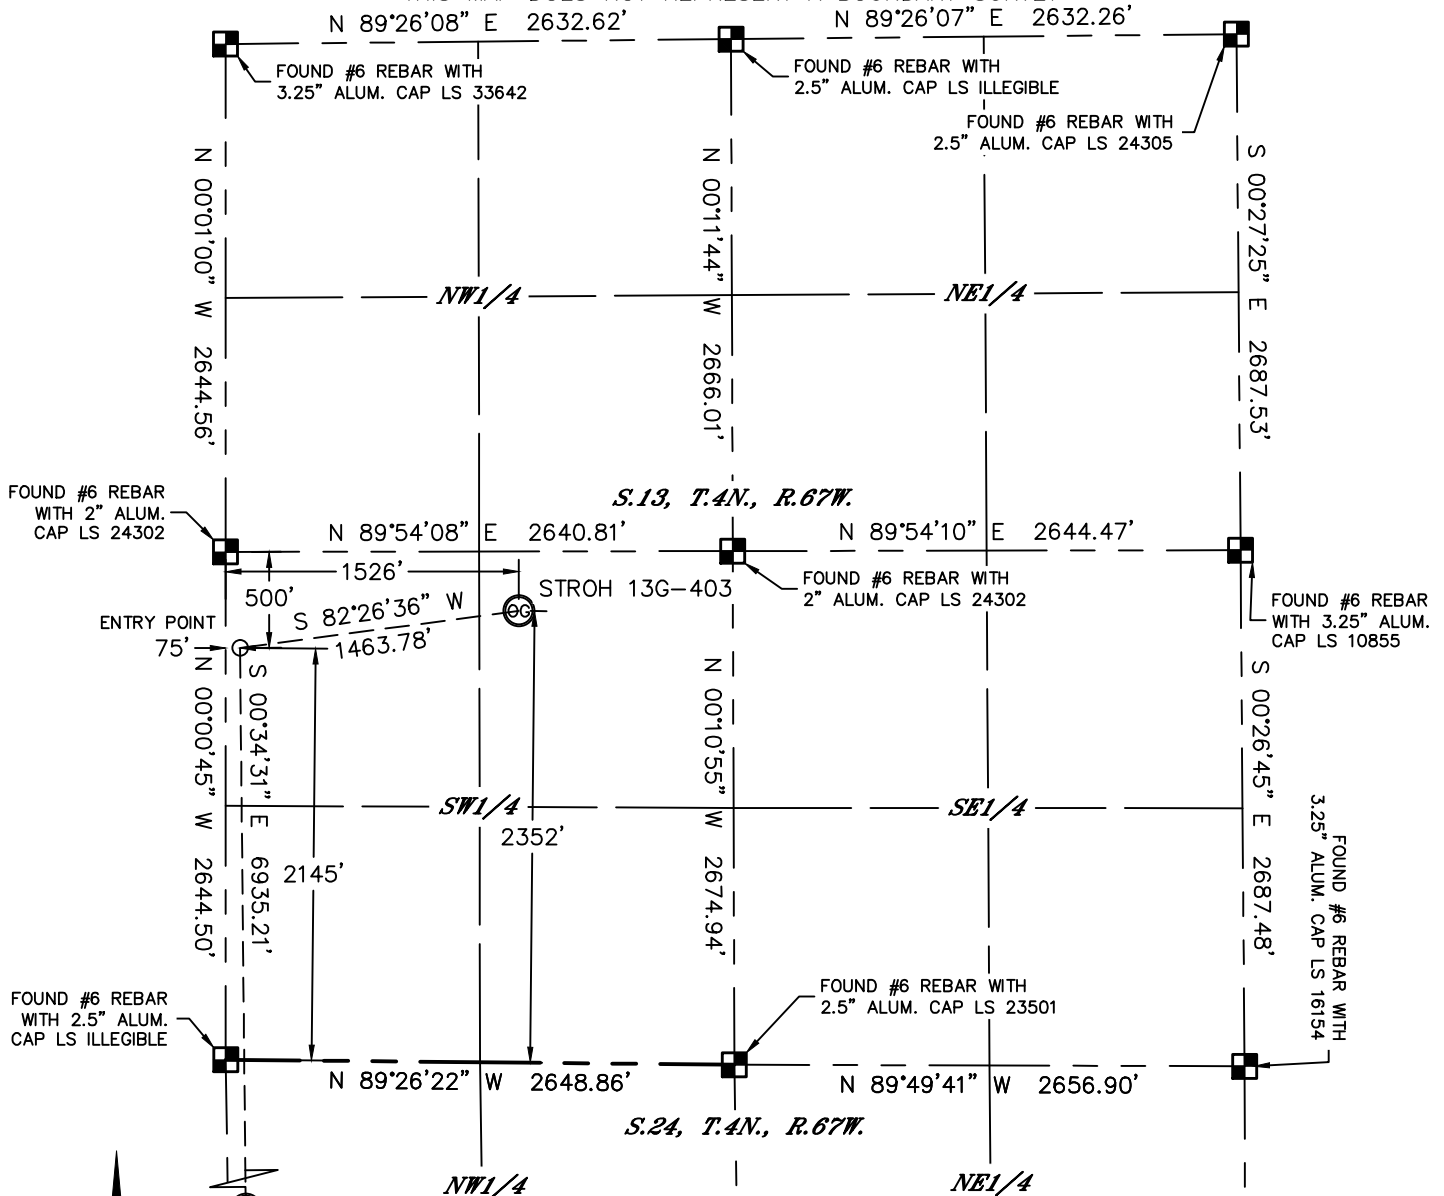 N 89°26'08" E 2632.62'
N 89°26'07" E 2632.26'
FOUND #6 REBAR WITH
3.25" ALUM. CAP LS 33642
FOUND #6 REBAR WITH
2.5" ALUM. CAP LS ILLEGIBLE
FOUND #6 REBAR WITH
2.5" ALUM. CAP LS 24305
N 00°01'00" W 2644.56'
N 00°11'44" W 2666.01'
S 00°27'25" E 2687.53'
NW1/4
NE1/4
S.13, T.4N., R.67W.
FOUND #6 REBAR
WITH 2" ALUM.
CAP LS 24302
N 89°54'08" E 2640.81'
N 89°54'10" E 2644.47'
1526'
STROH 13G-403
OG
FOUND #6 REBAR WITH
2" ALUM. CAP LS 24302
500'
S 82°26'36" W
1463.78'
ENTRY POINT
75'
FOUND #6 REBAR
WITH 3.25" ALUM.
CAP LS 10855
N 00°00'45" W 2644.50'
S 00°34'31" E 6935.21'
N 00°10'55" W 2674.94'
S 00°26'45" E 2687.48'
SW1/4
SE1/4
2352'
2145'
FOUND #6 REBAR WITH
3.25" ALUM. CAP LS 16154
FOUND #6 REBAR
WITH 2.5" ALUM.
CAP LS ILLEGIBLE
FOUND #6 REBAR WITH
2.5" ALUM. CAP LS 23501
N 89°26'22" W 2648.86'
N 89°49'41" W 2656.90'
S.24, T.4N., R.67W.
NW1/4
NE1/4